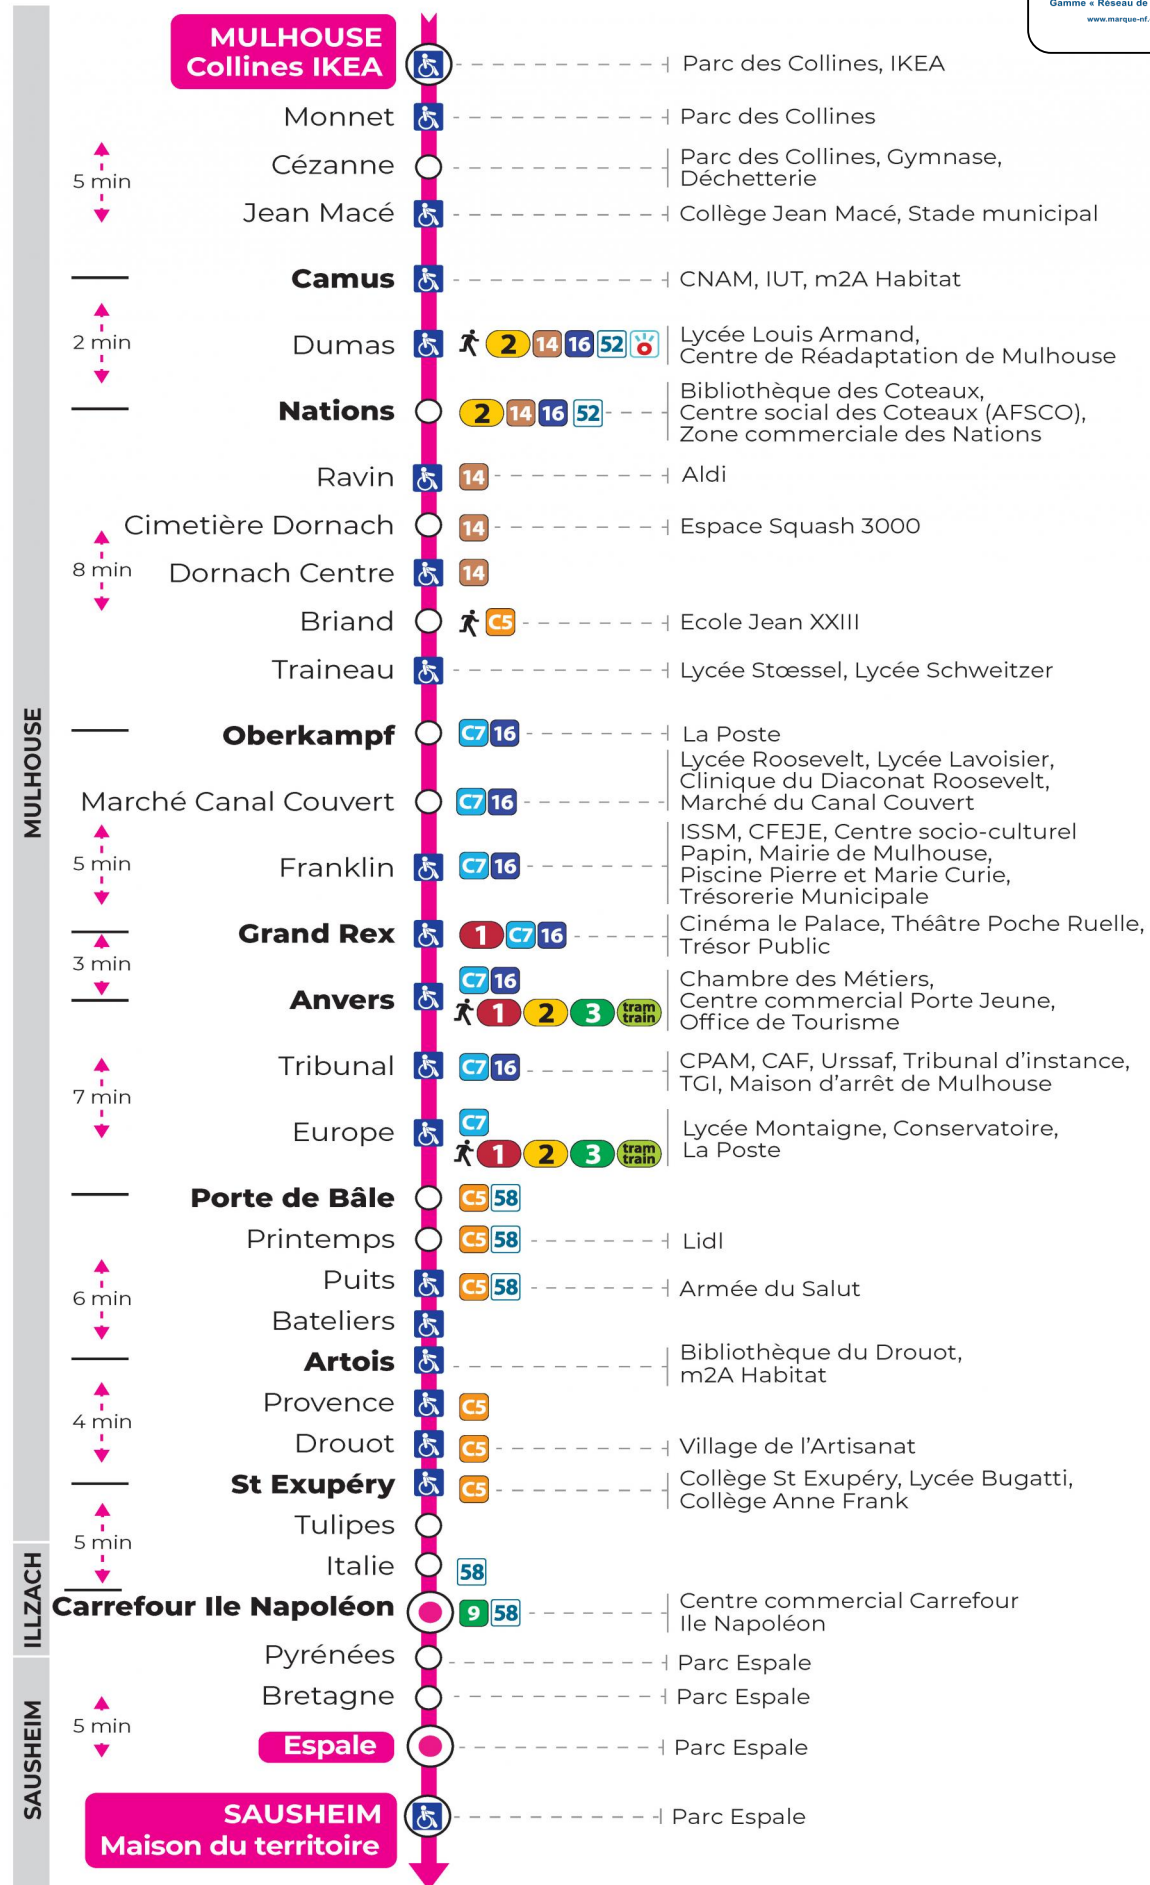 Gamme « Réseau de
www.marque-nf.
MULHOUSE
Collines IKEA
Parc des Collines, IKEA
Monnet
Parc des Collines
Cézanne
Parc des Collines, Gymnase,
Déchetterie
5 min
Jean Macé
Collège Jean Macé, Stade municipal
Camus
CNAM, IUT, m2A Habitat
2 min
Dumas
2 14 16 52
Lycée Louis Armand,
Centre de Réadaptation de Mulhouse
Nations
2 14 16 52
Bibliothèque des Coteaux,
Centre social des Coteaux (AFSCO),
Zone commerciale des Nations
Ravin
14
Aldi
Cimetière Dornach
14
Espace Squash 3000
8 min
Dornach Centre
14
Briand
C5
Ecole Jean XXIII
Traineau
Lycée Stœssel, Lycée Schweitzer
MULHOUSE
Oberkampf
C7 16
La Poste
Marché Canal Couvert
C7 16
Lycée Roosevelt, Lycée Lavoisier,
Clinique du Diaconat Roosevelt,
Marché du Canal Couvert
5 min
Franklin
C7 16
ISSM, CFEJE, Centre socio-culturel
Papin, Mairie de Mulhouse,
Piscine Pierre et Marie Curie,
Trésorerie Municipale
Grand Rex
1 C7 16
Cinéma le Palace, Théâtre Poche Ruelle,
Trésor Public
3 min
Anvers
C7 16
1 2 3 tram train
Chambre des Métiers,
Centre commercial Porte Jeune,
Office de Tourisme
Tribunal
C7 16
CPAM, CAF, Urssaf, Tribunal d’instance,
TGI, Maison d’arrêt de Mulhouse
7 min
Europe
C7
1 2 3 tram train
Lycée Montaigne, Conservatoire,
La Poste
Porte de Bâle
C5 58
Printemps
C5 58
Lidl
Puits
C5 58
Armée du Salut
6 min
Bateliers
Artois
Bibliothèque du Drouot,
m2A Habitat
Provence
C5
4 min
Drouot
C5
Village de l’Artisanat
St Exupéry
C5
Collège St Exupéry, Lycée Bugatti,
Collège Anne Frank
Tulipes
5 min
Italie
58
ILLZACH
Carrefour Ile Napoléon
9 58
Centre commercial Carrefour
Ile Napoléon
Pyrénées
Parc Espale
Bretagne
Parc Espale
5 min
SAUSHEIM
Espale
Parc Espale
SAUSHEIM
Maison du territoire
Parc Espale